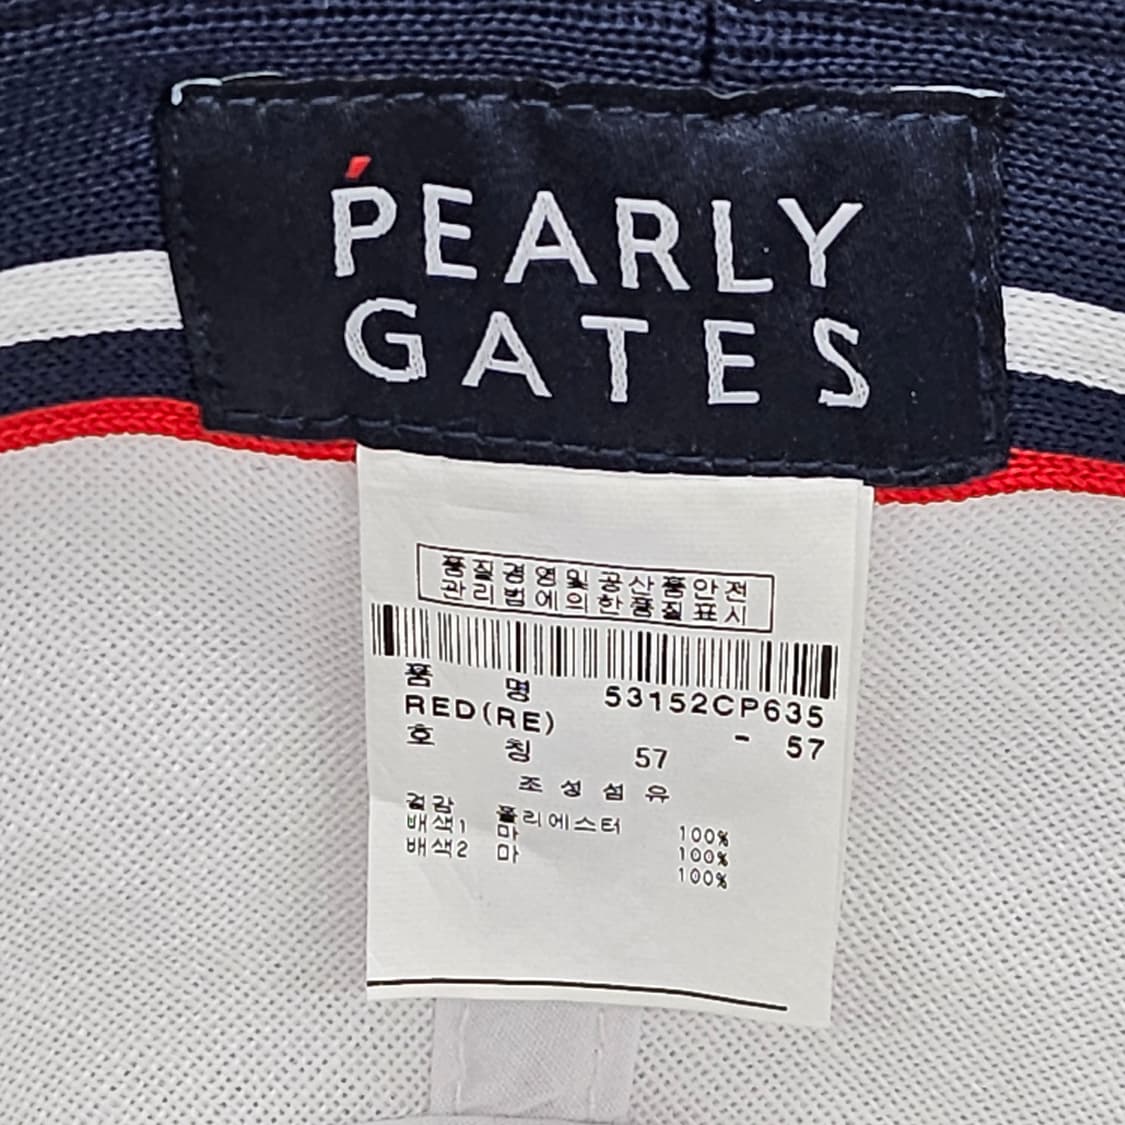 PEARLY
GATES
품질경영및공산품안전
관리법에의한품질표시
품 명 53152CP635
RED(RE) - 57
호 칭 57
조성섬유
겉감 폴리에스터 100%
배색1 마 100%
배색2 마 100%